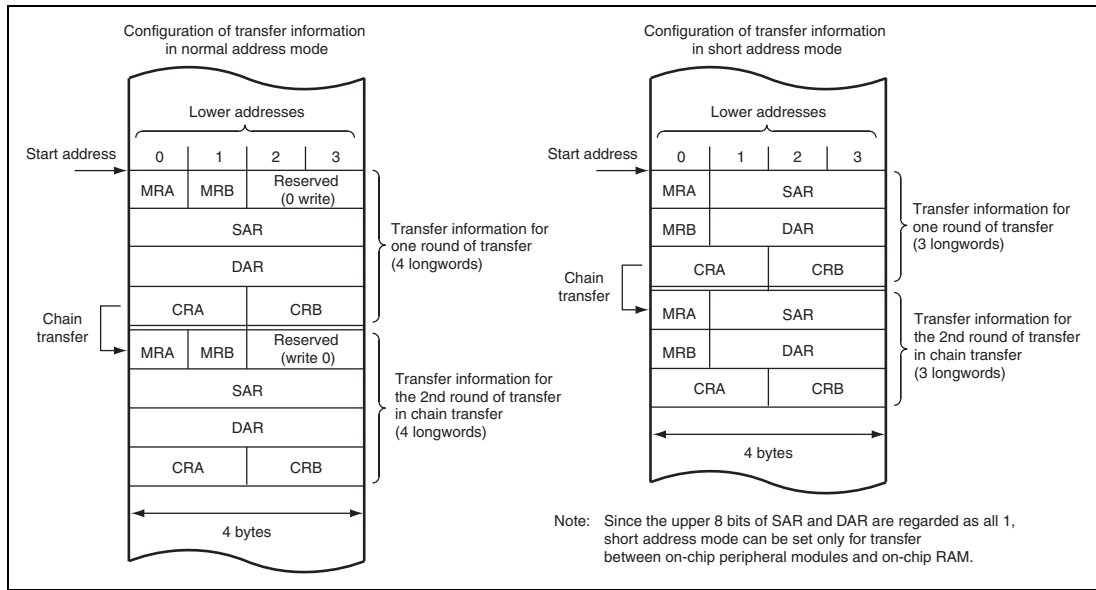 Configuration of transfer information
in normal address mode
Lower addresses
Start address
0 1 2 3
MRA MRB Reserved
(0 write)
SAR
DAR
CRA CRB
Transfer information for
one round of transfer
(4 longwords)
Chain
transfer
MRA MRB Reserved
(write 0)
SAR
DAR
CRA CRB
Transfer information for
the 2nd round of transfer
in chain transfer
(4 longwords)
4 bytes
Configuration of transfer information
in short address mode
Lower addresses
Start address
0 1 2 3
MRA SAR
MRB DAR
CRA CRB
Transfer information for
one round of transfer
(3 longwords)
Chain
transfer
MRA SAR
MRB DAR
CRA CRB
Transfer information for
the 2nd round of transfer
in chain transfer
(3 longwords)
4 bytes
Note: Since the upper 8 bits of SAR and DAR are regarded as all 1,
short address mode can be set only for transfer
between on-chip peripheral modules and on-chip RAM.